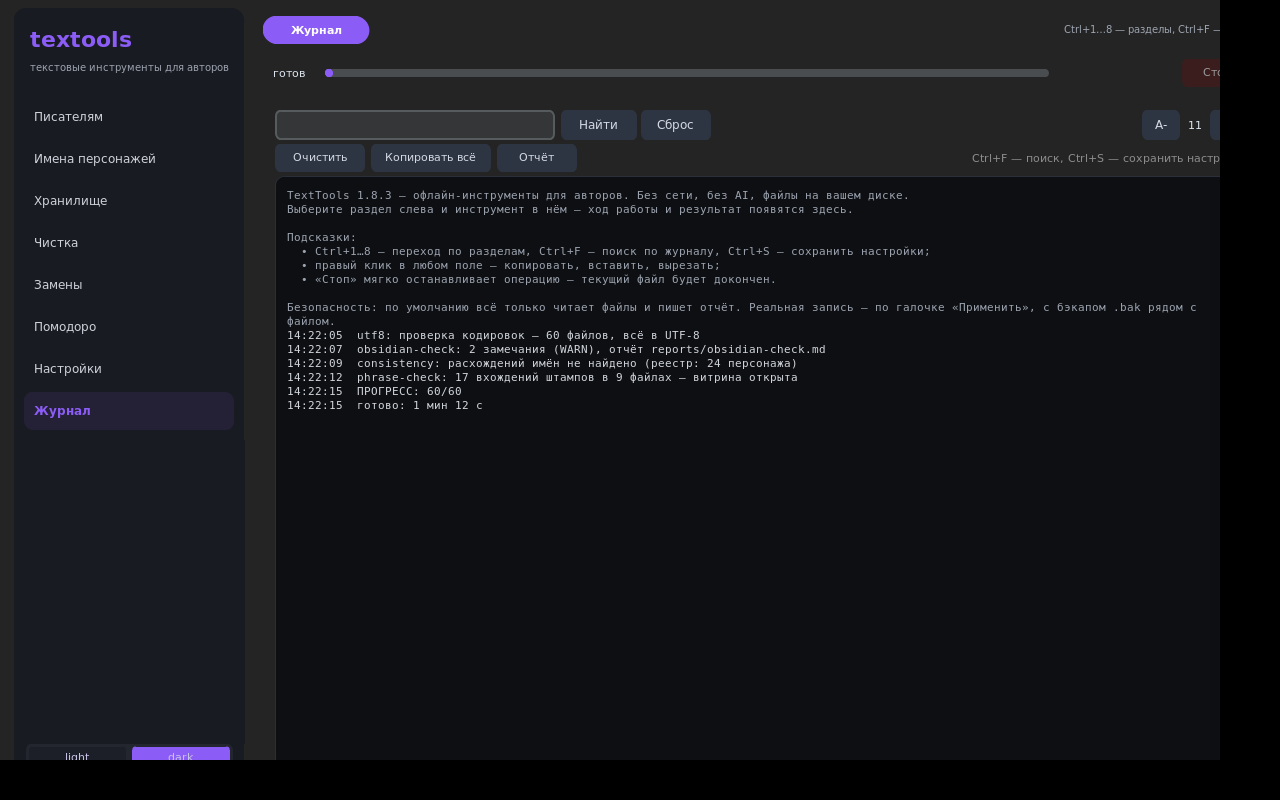 textools
текстовые инструменты для авторов
Писателям
Имена персонажей
Хранилище
Чистка
Замены
Помодоро
Настройки
Журнал
light dark
Журнал
Ctrl+1…8 — разделы, Ctrl+F —
готов
Найти Сброс
A- 11
Очистить Копировать всё Отчёт
Ctrl+F — поиск, Ctrl+S — сохранить настр
TextTools 1.8.3 — офлайн-инструменты для авторов. Без сети, без AI, файлы на вашем диске.
Выберите раздел слева и инструмент в нём — ход работы и результат появятся здесь.
Подсказки:
• Ctrl+1…8 — переход по разделам, Ctrl+F — поиск по журналу, Ctrl+S — сохранить настройки;
• правый клик в любом поле — копировать, вставить, вырезать;
• «Стоп» мягко останавливает операцию — текущий файл будет докончен.
Безопасность: по умолчанию всё только читает файлы и пишет отчёт. Реальная запись — по галочке «Применить», с бэкапом .bak рядом с
файлом.
14:22:05 utf8: проверка кодировок — 60 файлов, всё в UTF-8
14:22:07 obsidian-check: 2 замечания (WARN), отчёт reports/obsidian-check.md
14:22:09 consistency: расхождений имён не найдено (реестр: 24 персонажа)
14:22:12 phrase-check: 17 вхождений штампов в 9 файлах — витрина открыта
14:22:15 ПРОГРЕСС: 60/60
14:22:15 готово: 1 мин 12 с